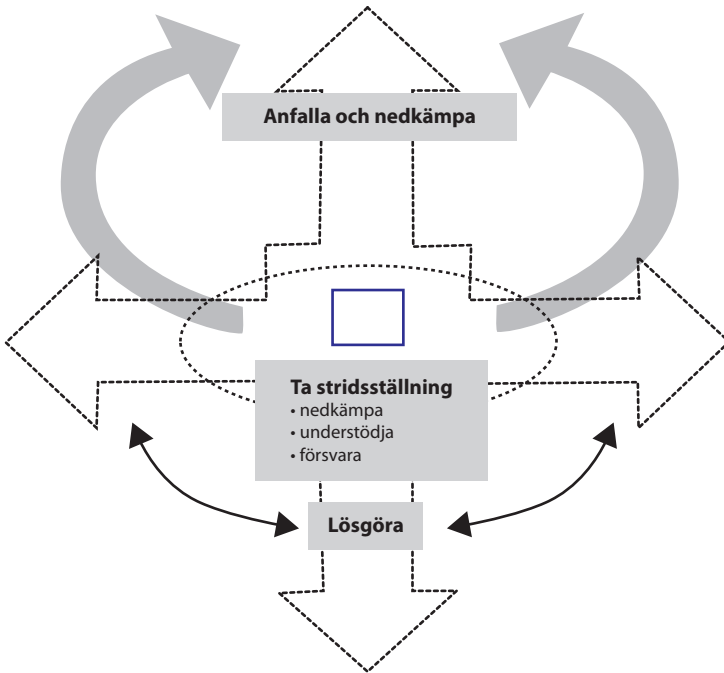 Anfalla och nedkämpa
Ta stridsställning
• nedkämpa
• understödja
• försvara
Lösgöra